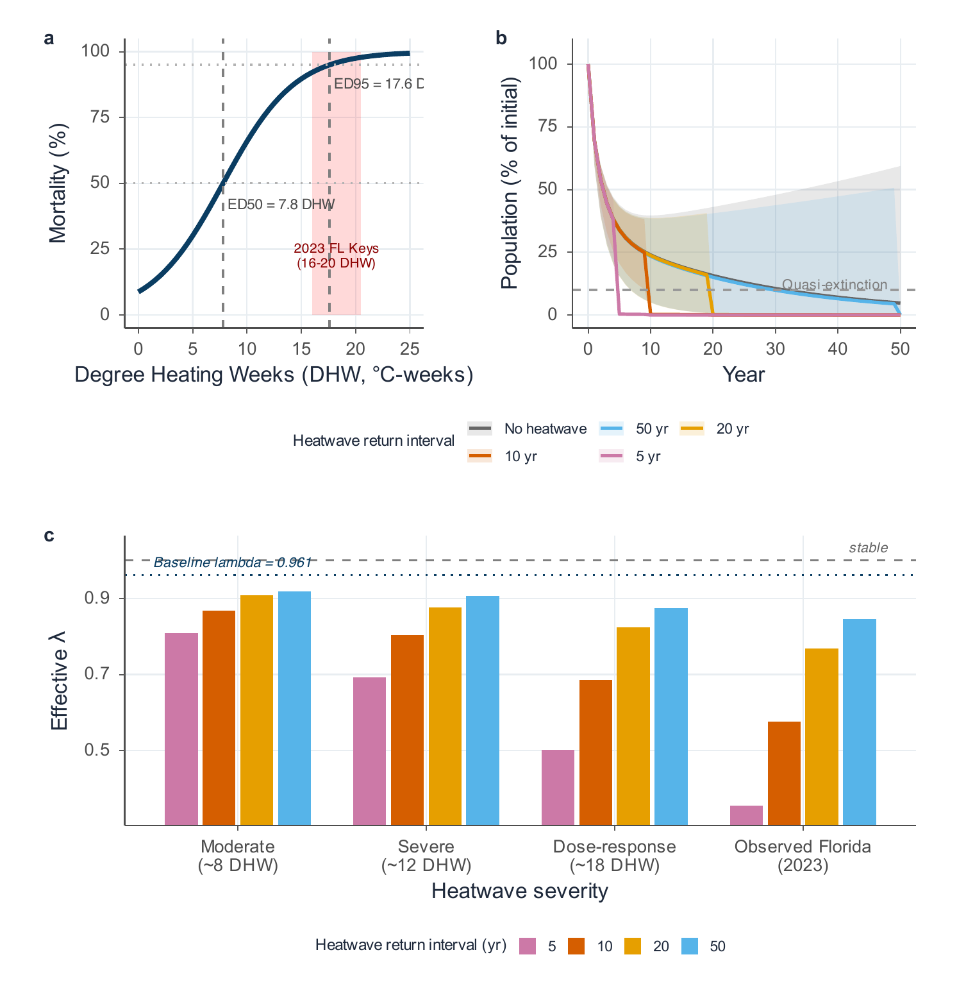 a
100
75
50
25
0
Mortality (%)
ED95 = 17.6 D
ED50 = 7.8 DHW
2023 FL Keys
(16-20 DHW)
0 5 10 15 20 25
Degree Heating Weeks (DHW, °C-weeks)
b
100
75
50
25
0
Population (% of initial)
Quasi-extinction
0 10 20 30 40 50
Year
Heatwave return interval
No heatwave 50 yr 20 yr
10 yr 5 yr
c
stable
Baseline lambda = 0.961
0.9
0.7
0.5
Effective λ
Moderate
(~8 DHW)
Severe
(~12 DHW)
Dose-response
(~18 DHW)
Observed Florida
(2023)
Heatwave severity
Heatwave return interval (yr) 5 10 20 50